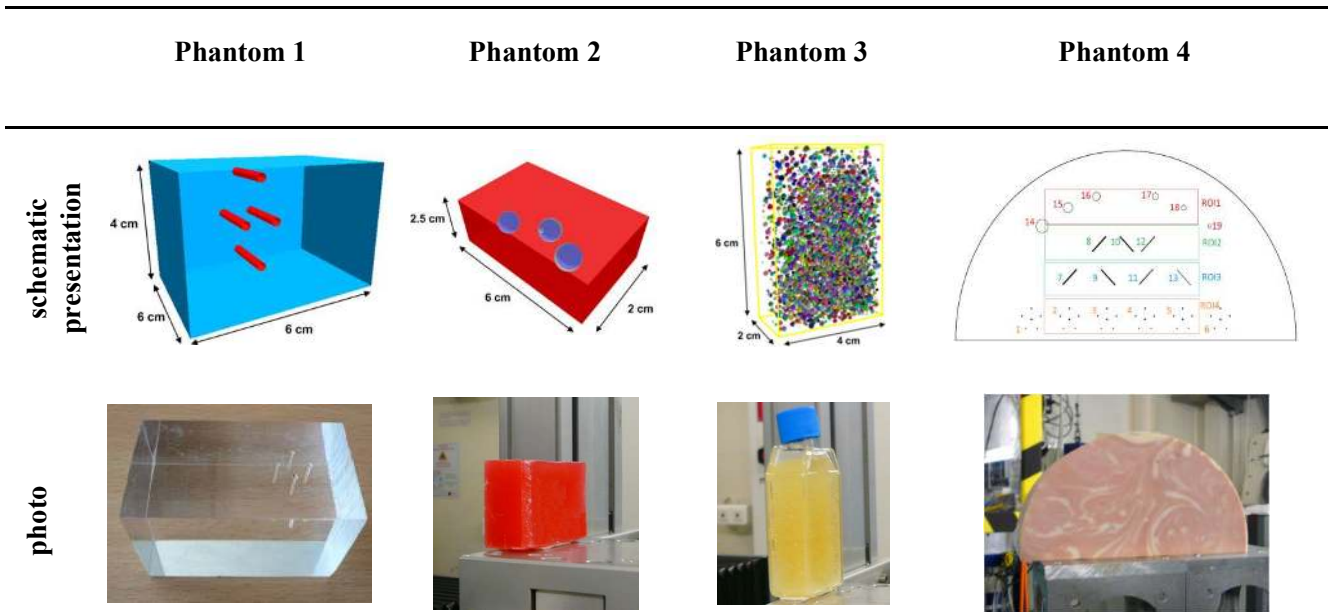 Phantom 1 Phantom 2 Phantom 3 Phantom 4
schematic
presentation
4 cm
6 cm
6 cm
2.5 cm
6 cm
2 cm
6 cm
2 cm
4 cm
16 17
15 18
ROI1
14
19
8 10 12
ROI2
7 9 11 13
ROI3
2 3 4 5
ROI4
1 6
photo